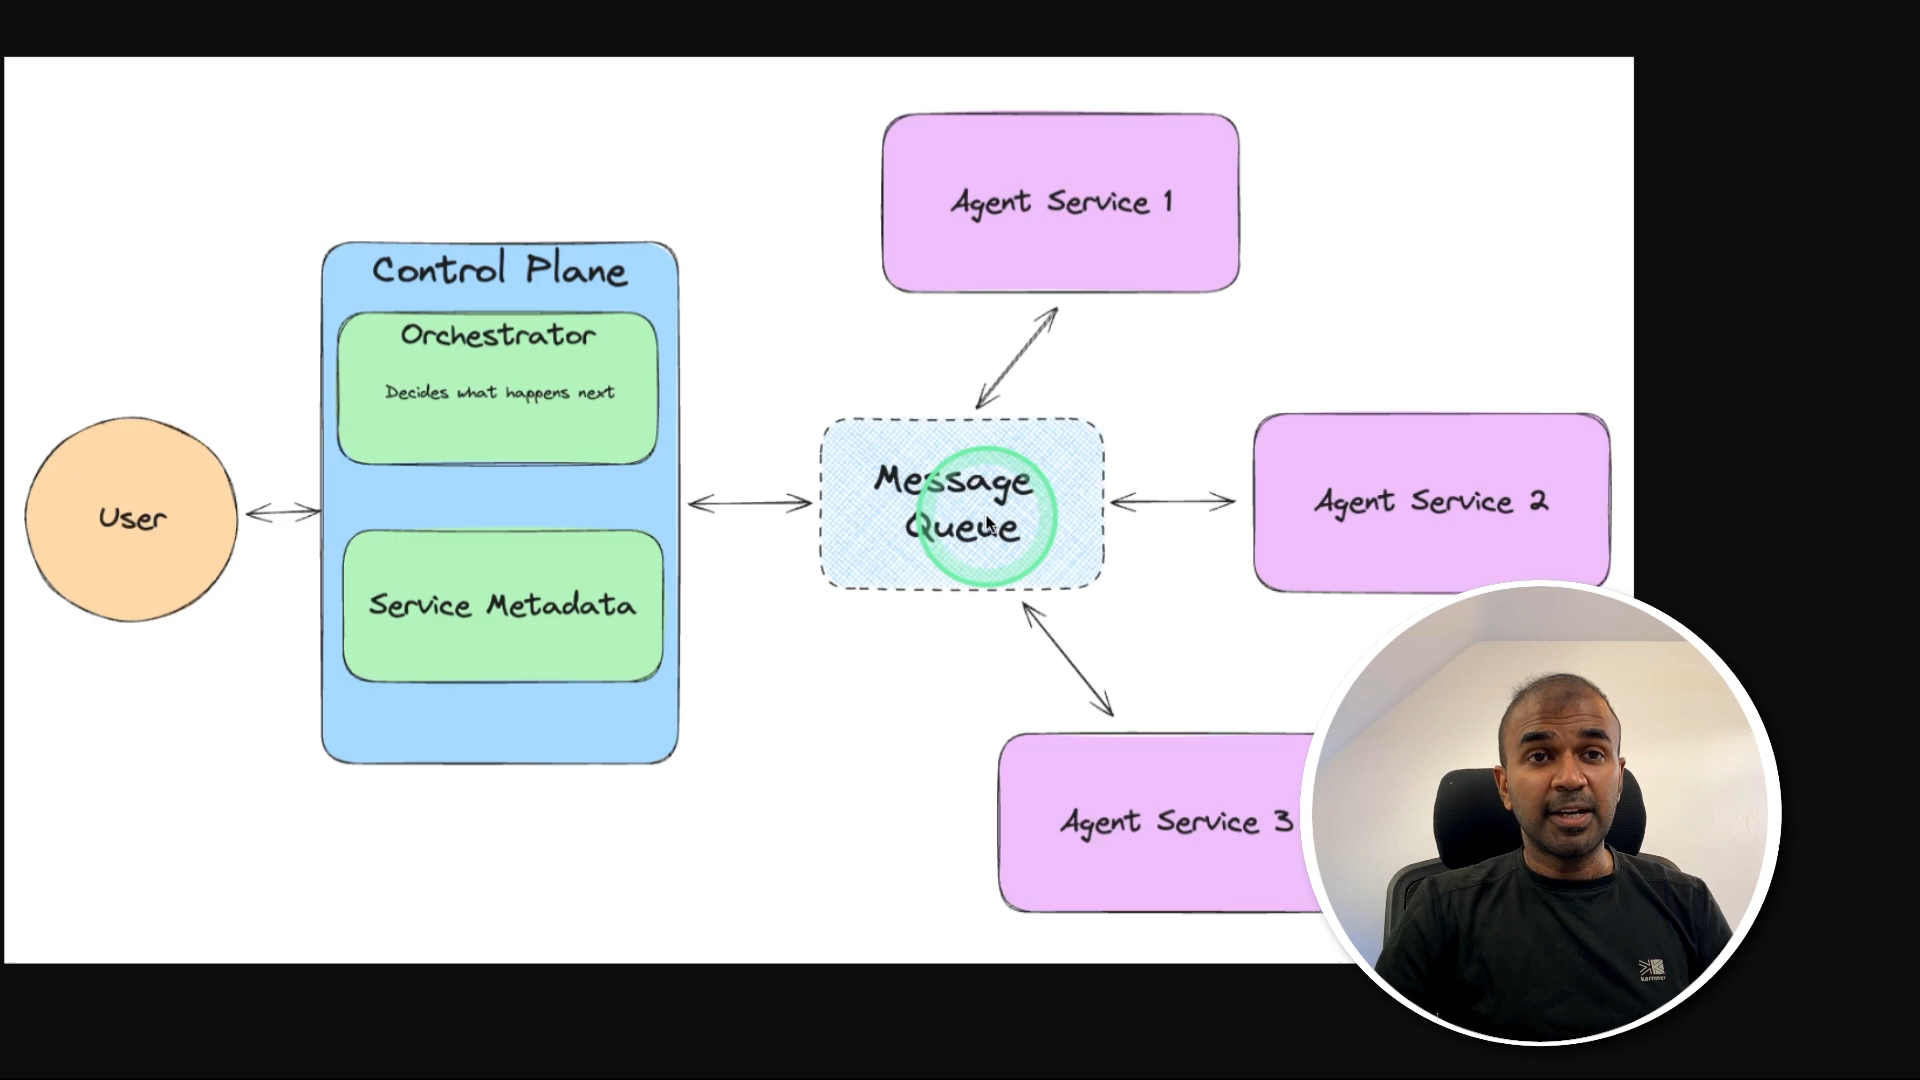 Agent Service 1
Control Plane
Orchestrator
Decides what happens next
User
Message
Queue
Agent Service 2
Service Metadata
Agent Service 3
karrimor